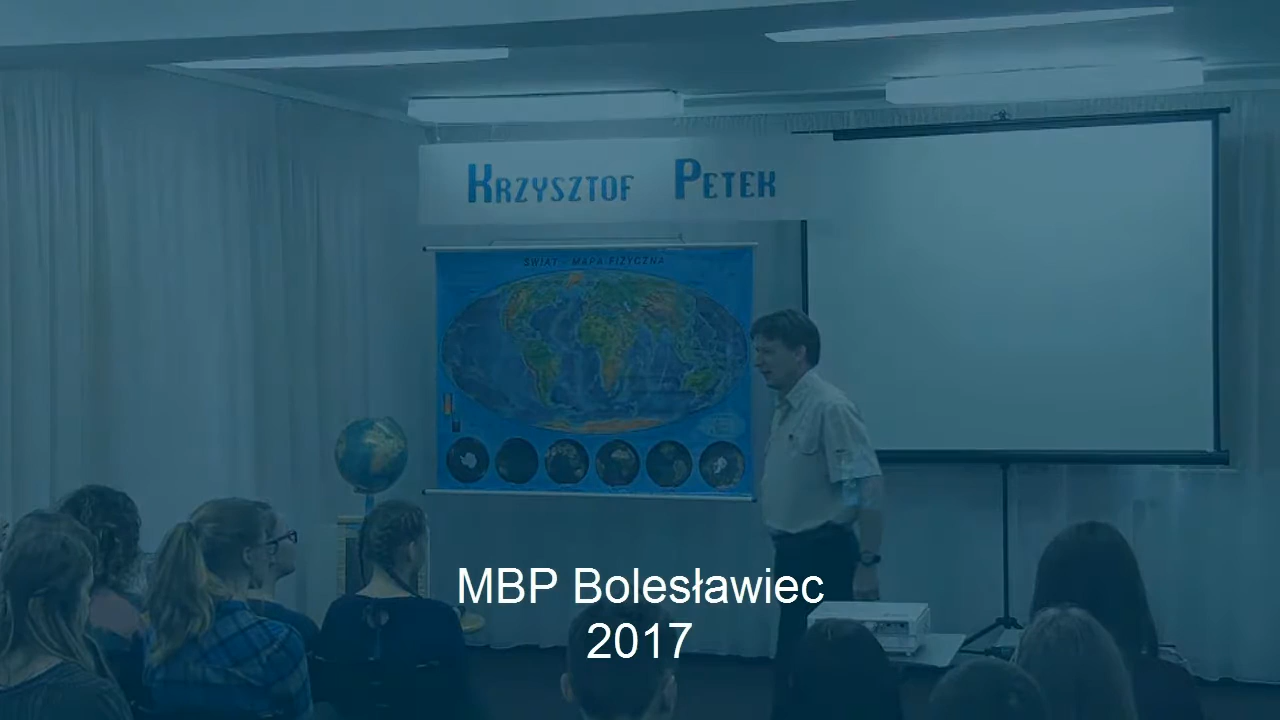 KRZYSZTOF PETEK
ŚWIAT - MAPA FIZYCZNA
MBP Bolesławiec
2017